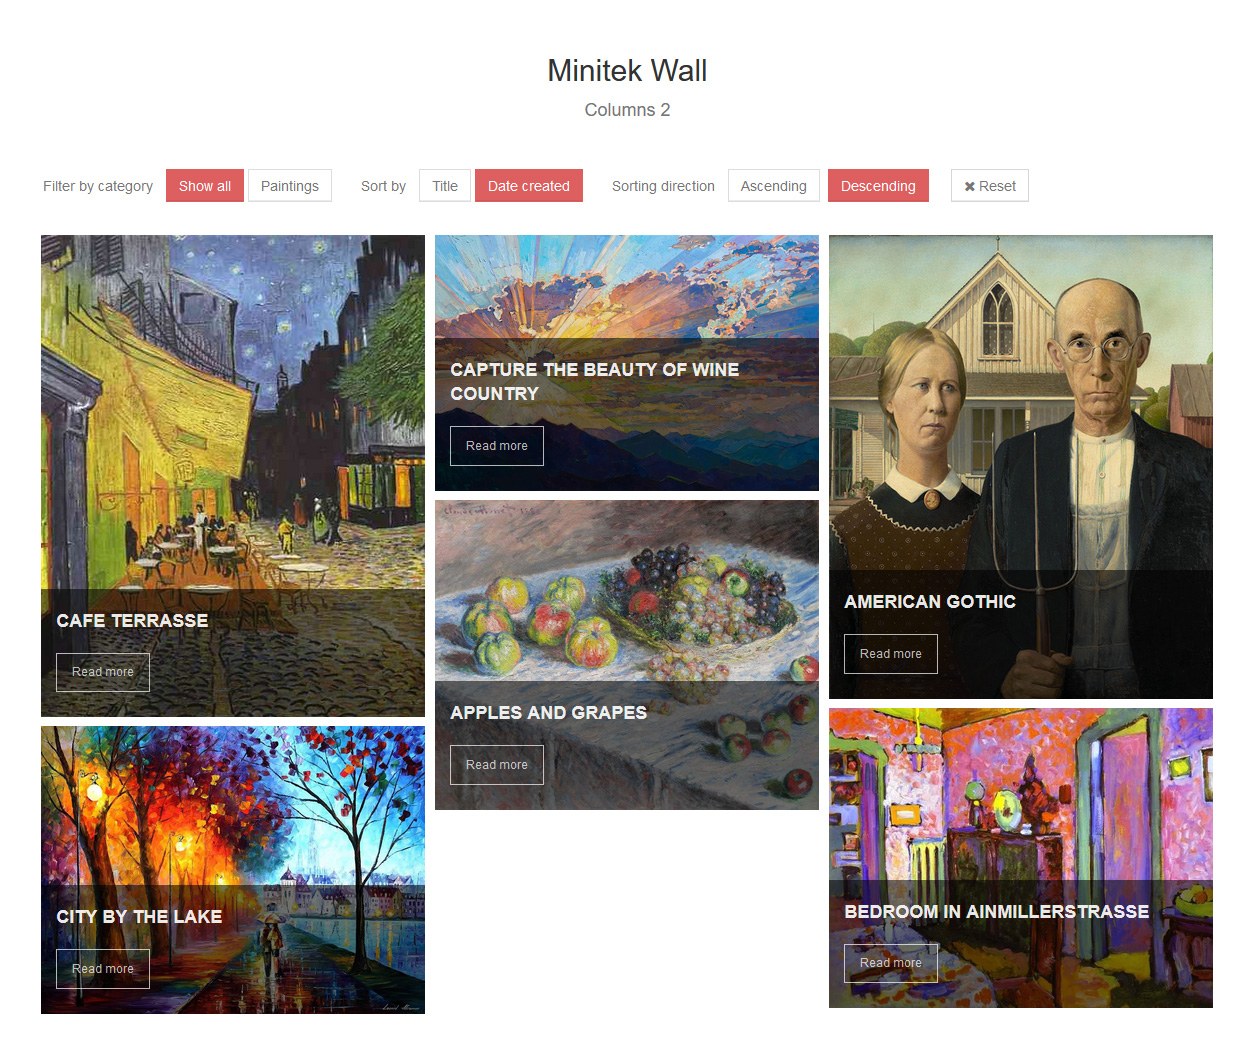 Minitek Wall
Columns 2
Filter by category Show all Paintings Sort by Title Date created Sorting direction Ascending Descending ✖ Reset
CAFE TERRASSE
Read more
CAPTURE THE BEAUTY OF WINE
COUNTRY
Read more
AMERICAN GOTHIC
Read more
APPLES AND GRAPES
Read more
CITY BY THE LAKE
Read more
BEDROOM IN AINMILLERSTRASSE
Read more